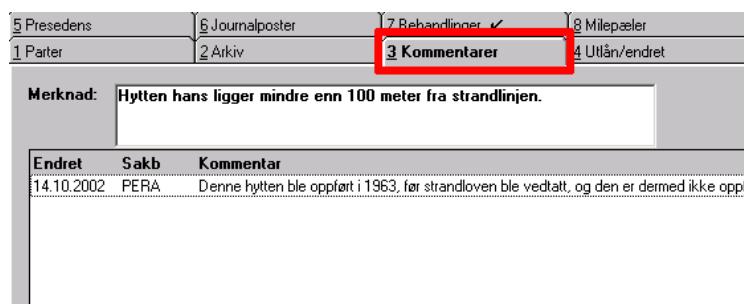 5 Presedens 6 Journalposter 7 Behandlinger ✓ 8 Milepæler
1 Parter 2 Arkiv 3 Kommentarer 4 Utlån/endret
Merknad: Hytten hans ligger mindre enn 100 meter fra strandlinjen.
Endret Sakb Kommentar
14.10.2002 PERA Denne hytten ble oppført i 1963, før strandloven ble vedtatt, og den er dermed ikke